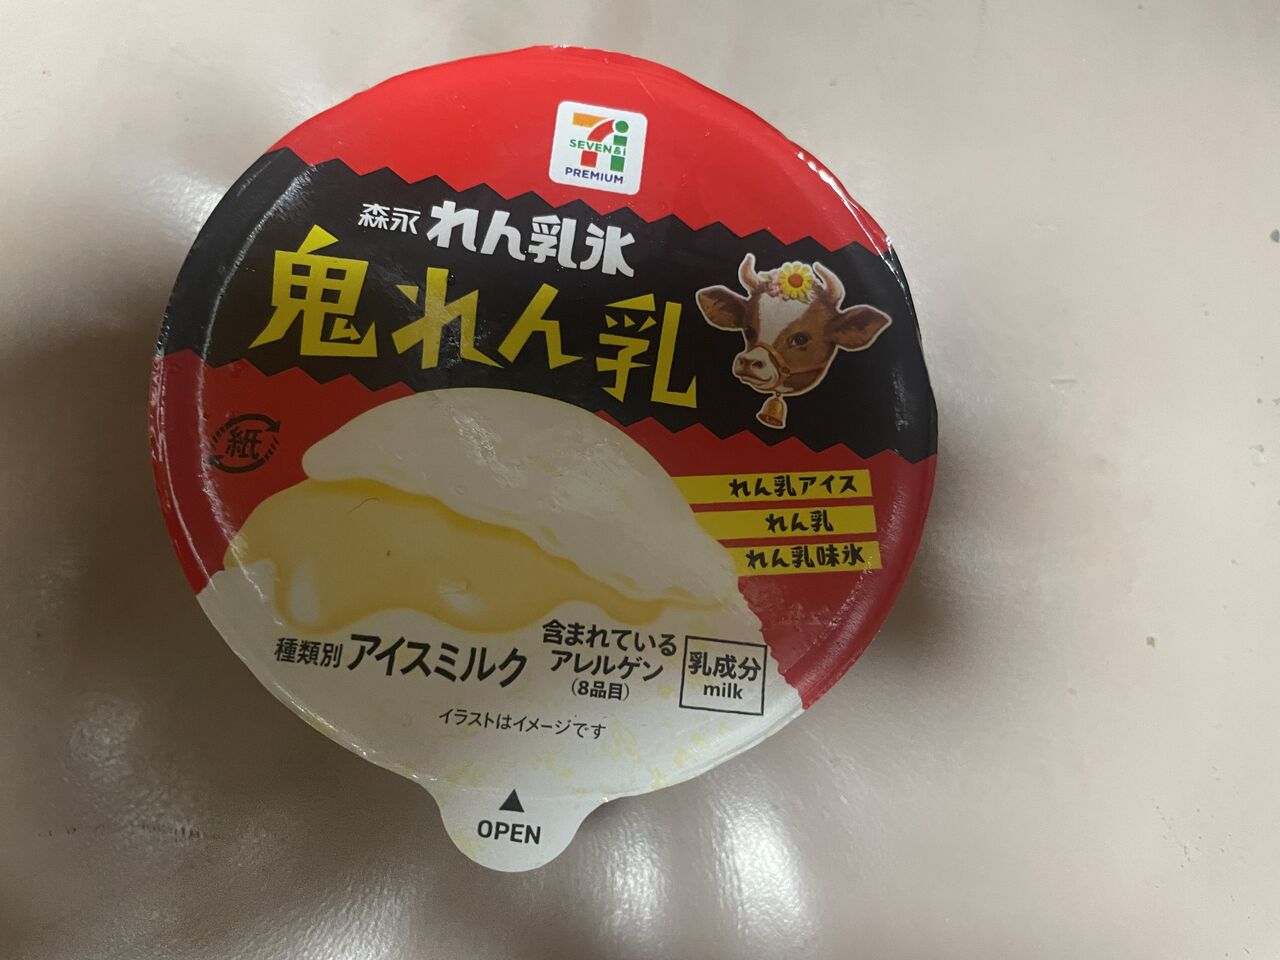 SEVEN&i
PREMIUM
森永 れん乳氷
鬼れん乳
紙
れん乳アイス
れん乳
れん乳味氷
種類別 アイスミルク
含まれている
アレルゲン
(8品目)
乳成分
milk
イラストはイメージです
▲
OPEN